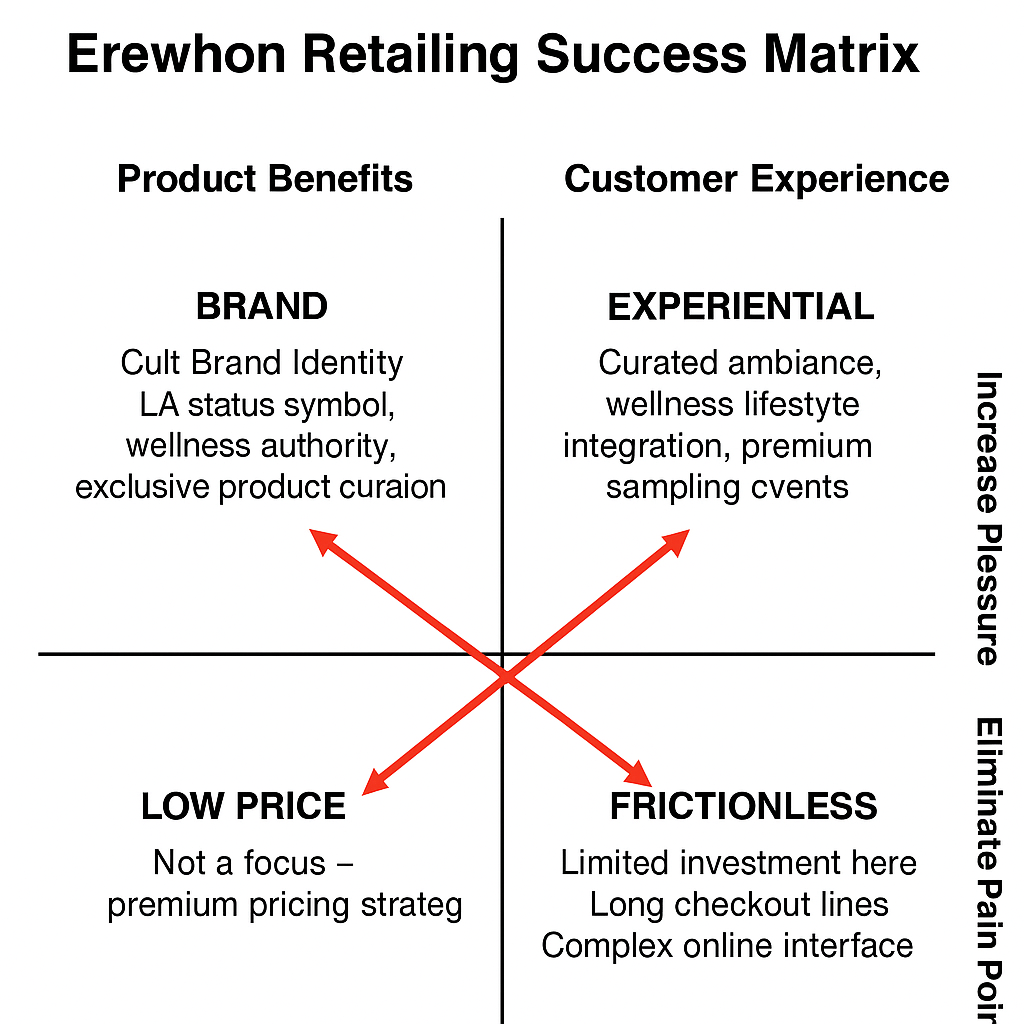 Erewhon Retailing Success Matrix
Product Benefits
Customer Experience
BRAND
Cult Brand Identity
LA status symbol,
wellness authority,
exclusive product curaion
EXPERIENTIAL
Curated ambiance,
wellness lifestyte
integration, premium
sampling cvents
Increase Plessure
LOW PRICE
Not a focus –
premium pricing strateg
FRICTIONLESS
Limited investment here
Long checkout lines
Complex online interface
Eliminate Pain Poir